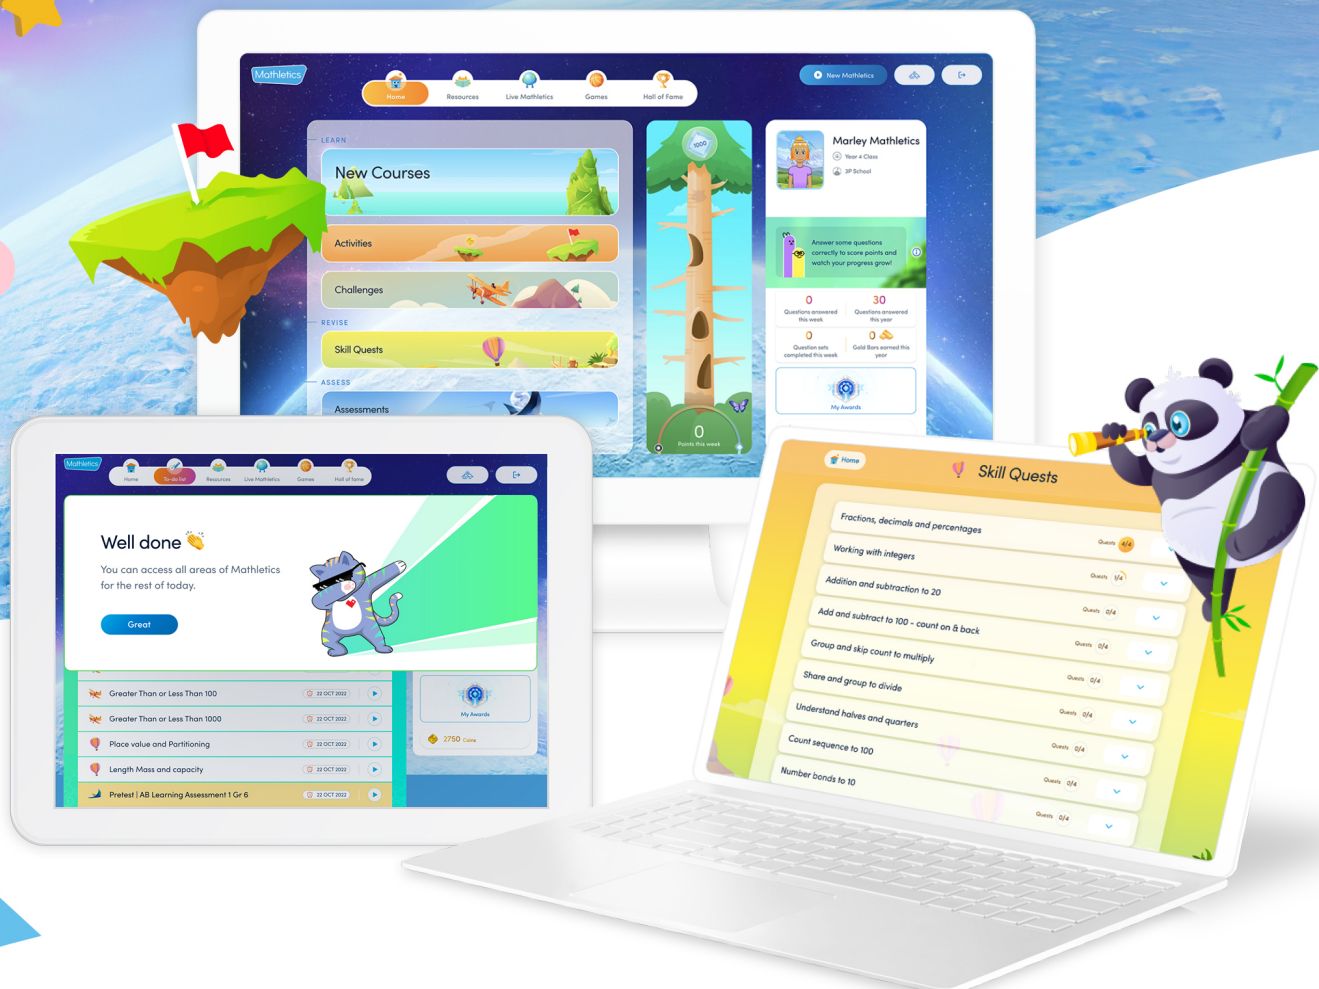 Mathletics
Home
Resources
Live Mathletics
Games
Hall of Fame
New Mathletics
LEARN
New Courses
Activities
Challenges
REVISE
Skill Quests
ASSESS
Assessments
1000
0
Points this week
Marley Mathletics
Year 4 Class
3P School
Answer some questions
correctly to score points and
watch your progress grow!
0
Questions answered
this week
30
Questions answered
this year
0
Question sets
completed this week
0
Gold Bars earned this
year
My Awards
Mathletics
Home
To-do list
Resources
Live Mathletics
Games
Hall of fame
Well done
You can access all areas of Mathletics
for the rest of today.
Great
Greater Than or Less Than 100 22 OCT 2022
Greater Than or Less Than 1000 22 OCT 2022
Place value and Partitioning 22 OCT 2022
Length Mass and capacity 22 OCT 2022
Pretest | AB Learning Assessment 1 Gr 6 22 OCT 2022
My Awards
2750 Coins
Home
Skill Quests
Fractions, decimals and percentages Quests 4/4
Working with integers Quests 1/4
Addition and subtraction to 20 Quests 0/4
Add and subtract to 100 - count on & back Quests 0/4
Group and skip count to multiply Quests 0/4
Share and group to divide Quests 0/4
Understand halves and quarters Quests 0/4
Count sequence to 100 Quests 0/4
Number bonds to 10 Quests 0/4